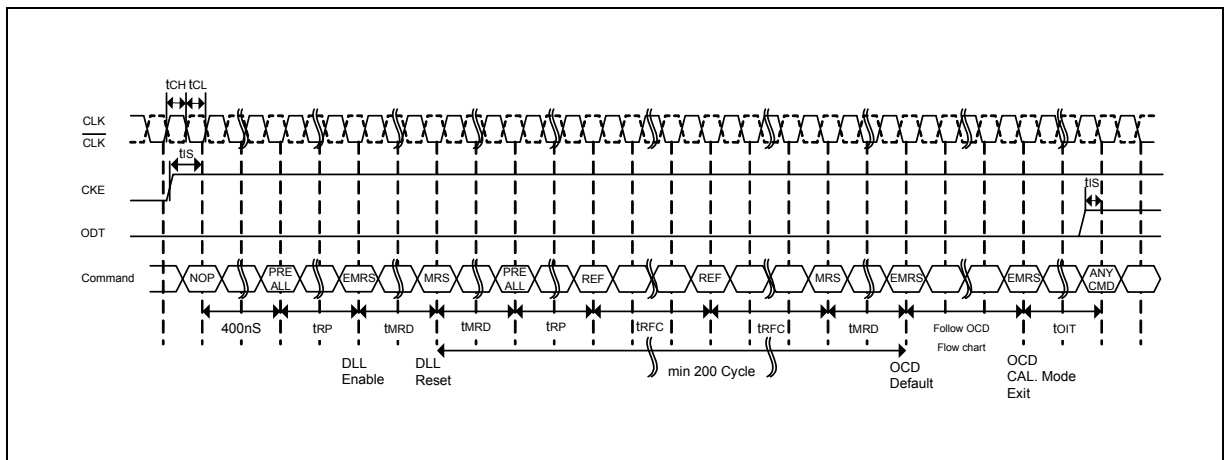 tCH tCL
CLK
CLK
tIS
CKE
tIS
ODT
Command
NOP
PRE
ALL
EMRS
MRS
PRE
ALL
REF
REF
MRS
EMRS
EMRS
ANY
CMD
400nS
tRP
tMRD
tMRD
tRP
tRFC
tRFC
tMRD
Follow OCD
Flow chart
tOIT
DLL
Enable
DLL
Reset
min 200 Cycle
OCD
Default
OCD
CAL. Mode
Exit